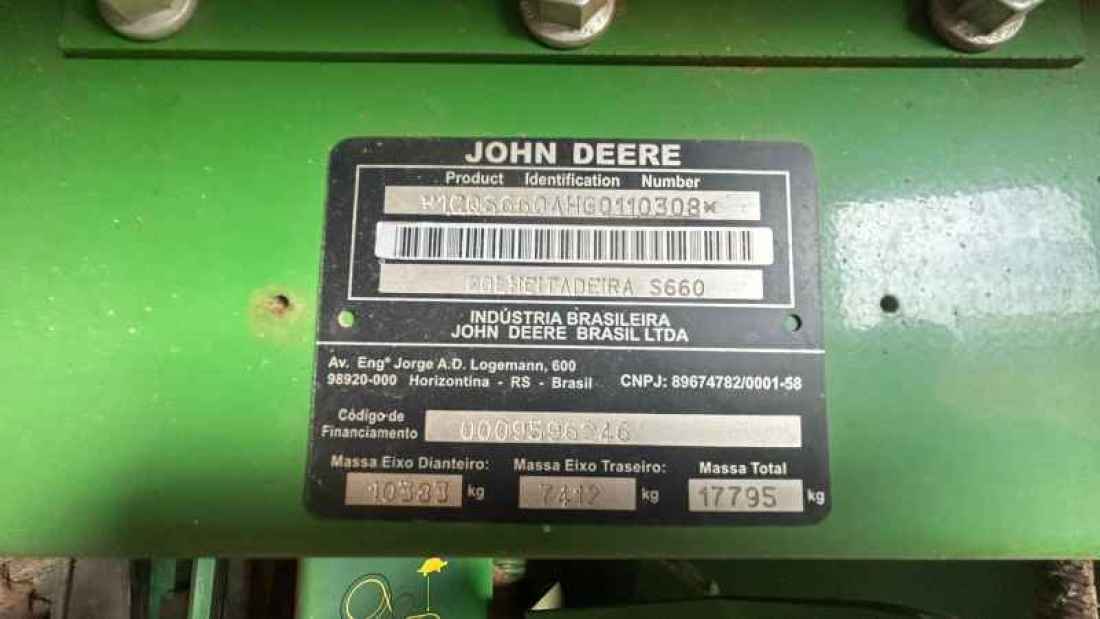 JOHN DEERE
Product Identification Number
*1CQS660AHG0110308*
COLHEITADEIRA S660
INDÚSTRIA BRASILEIRA
JOHN DEERE BRASIL LTDA
Av. Engº Jorge A.D. Logemann, 600
98920-000 Horizontina - RS - Brasil CNPJ: 89674782/0001-58
Código de
Financiamento
Massa Eixo Dianteiro: Massa Eixo Traseiro: Massa Total
10383 kg 7412 kg 17795 kg